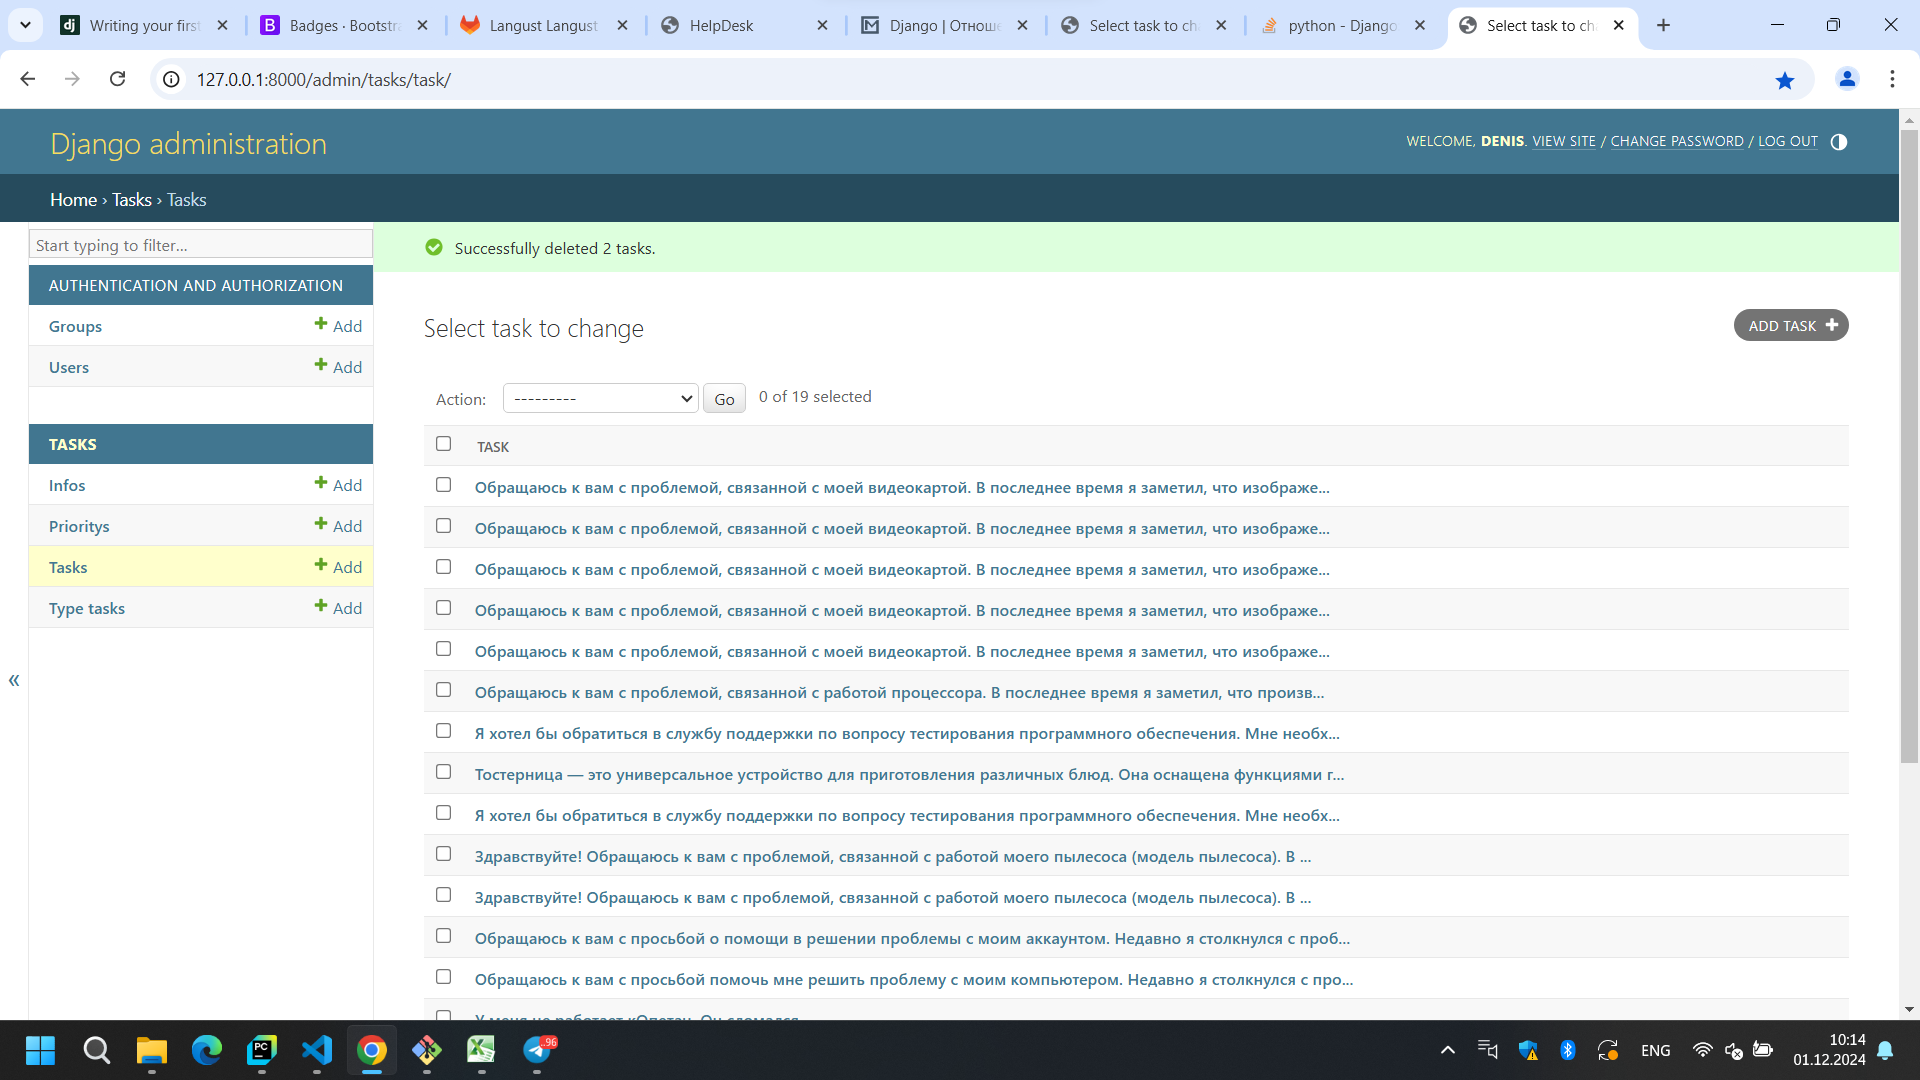 Writing your first
Badges · Bootstra
Langust Langust
HelpDesk
Django | Отноше
Select task to ch
python - Django
Select task to ch
127.0.0.1:8000/admin/tasks/task/
Django administration
WELCOME, DENIS. VIEW SITE / CHANGE PASSWORD / LOG OUT
Home › Tasks › Tasks
Start typing to filter...
Successfully deleted 2 tasks.
AUTHENTICATION AND AUTHORIZATION
Groups
Add
Users
Add
TASKS
Infos
Add
Prioritys
Add
Tasks
Add
Type tasks
Add
«
Select task to change
ADD TASK
Action:
---------
Go
0 of 19 selected
TASK
Обращаюсь к вам с проблемой, связанной с моей видеокартой. В последнее время я заметил, что изображе...
Обращаюсь к вам с проблемой, связанной с моей видеокартой. В последнее время я заметил, что изображе...
Обращаюсь к вам с проблемой, связанной с моей видеокартой. В последнее время я заметил, что изображе...
Обращаюсь к вам с проблемой, связанной с моей видеокартой. В последнее время я заметил, что изображе...
Обращаюсь к вам с проблемой, связанной с моей видеокартой. В последнее время я заметил, что изображе...
Обращаюсь к вам с проблемой, связанной с работой процессора. В последнее время я заметил, что произв...
Я хотел бы обратиться в службу поддержки по вопросу тестирования программного обеспечения. Мне необх...
Тостерница — это универсальное устройство для приготовления различных блюд. Она оснащена функциями г...
Я хотел бы обратиться в службу поддержки по вопросу тестирования программного обеспечения. Мне необх...
Здравствуйте! Обращаюсь к вам с проблемой, связанной с работой моего пылесоса (модель пылесоса). В ...
Здравствуйте! Обращаюсь к вам с проблемой, связанной с работой моего пылесоса (модель пылесоса). В ...
Обращаюсь к вам с просьбой о помощи в решении проблемы с моим аккаунтом. Недавно я столкнулся с проб...
Обращаюсь к вам с просьбой помочь мне решить проблему с моим компьютером. Недавно я столкнулся с про...
У меня не работает
ENG
10:14
01.12.2024